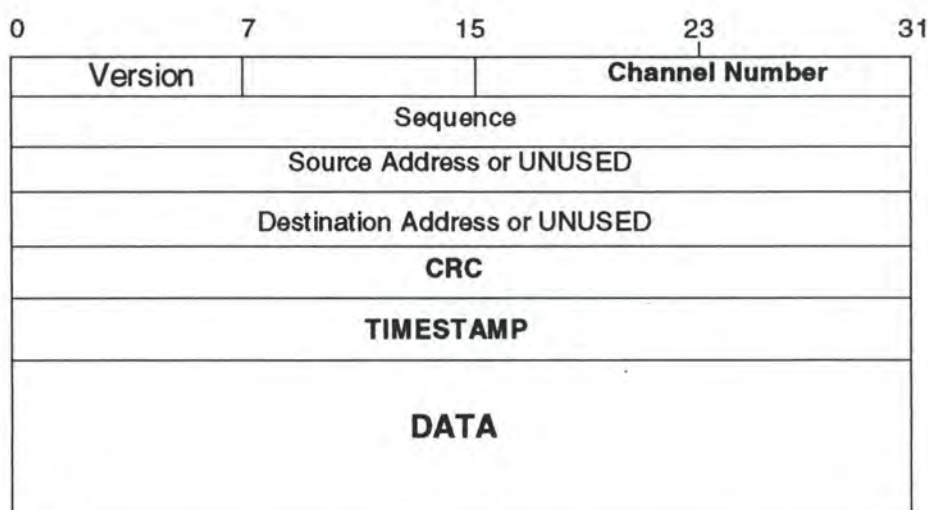 0 7 15 23 31
Version Channel Number
Sequence
Source Address or UNUSED
Destination Address or UNUSED
CRC
TIMESTAMP
DATA